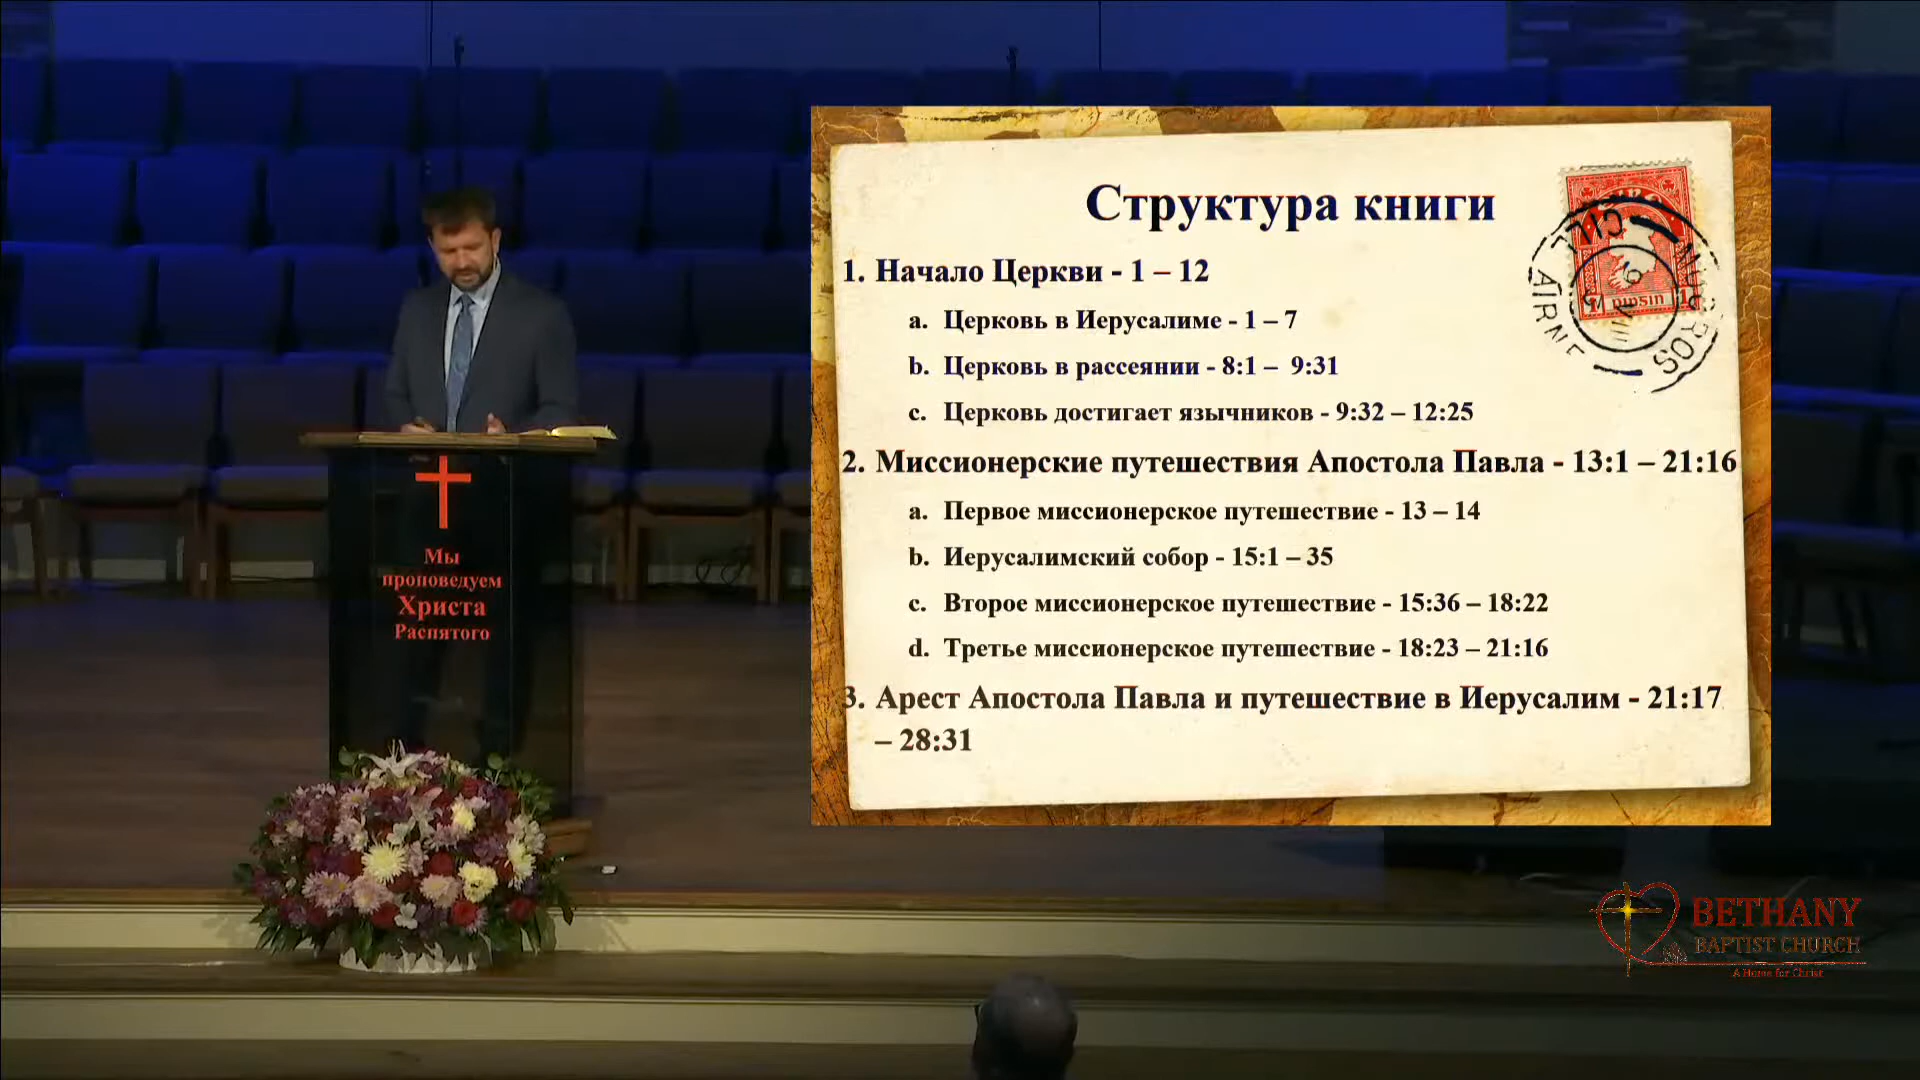 Структура книги
1. Начало Церкви - 1 – 12
a. Церковь в Иерусалиме - 1 – 7
b. Церковь в рассеянии - 8:1 – 9:31
c. Церковь достигает язычников - 9:32 – 12:25
2. Миссионерские путешествия Апостола Павла - 13:1 – 21:16
a. Первое миссионерское путешествие - 13 – 14
b. Иерусалимский собор - 15:1 – 35
c. Второе миссионерское путешествие - 15:36 – 18:22
d. Третье миссионерское путешествие - 18:23 – 21:16
3. Арест Апостола Павла и путешествие в Иерусалим - 21:17
– 28:31
Мы
проповедуем
Христа
Распятого
BETHANY
BAPTIST CHURCH
A Home for Christ